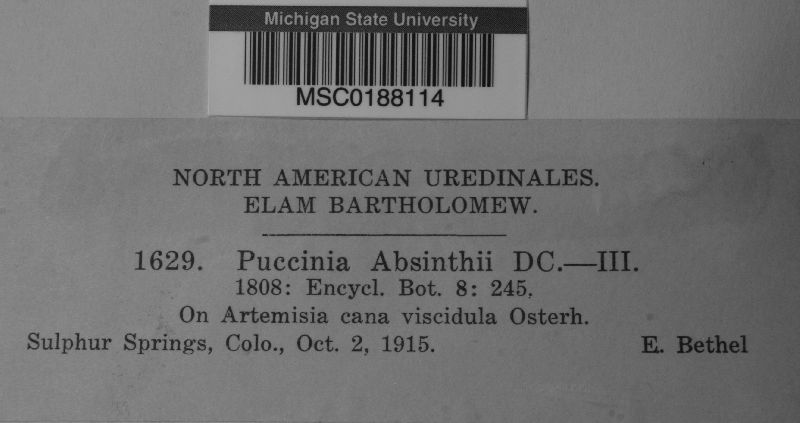 Michigan State University
MSC0188114
NORTH AMERICAN UREDINALES.
ELAM BARTHOLOMEW.
1629. Puccinia Absinthii DC.—III.
1808: Encycl. Bot. 8: 245.
On Artemisia cana viscidula Osterh.
Sulphur Springs, Colo., Oct. 2, 1915. E. Bethel